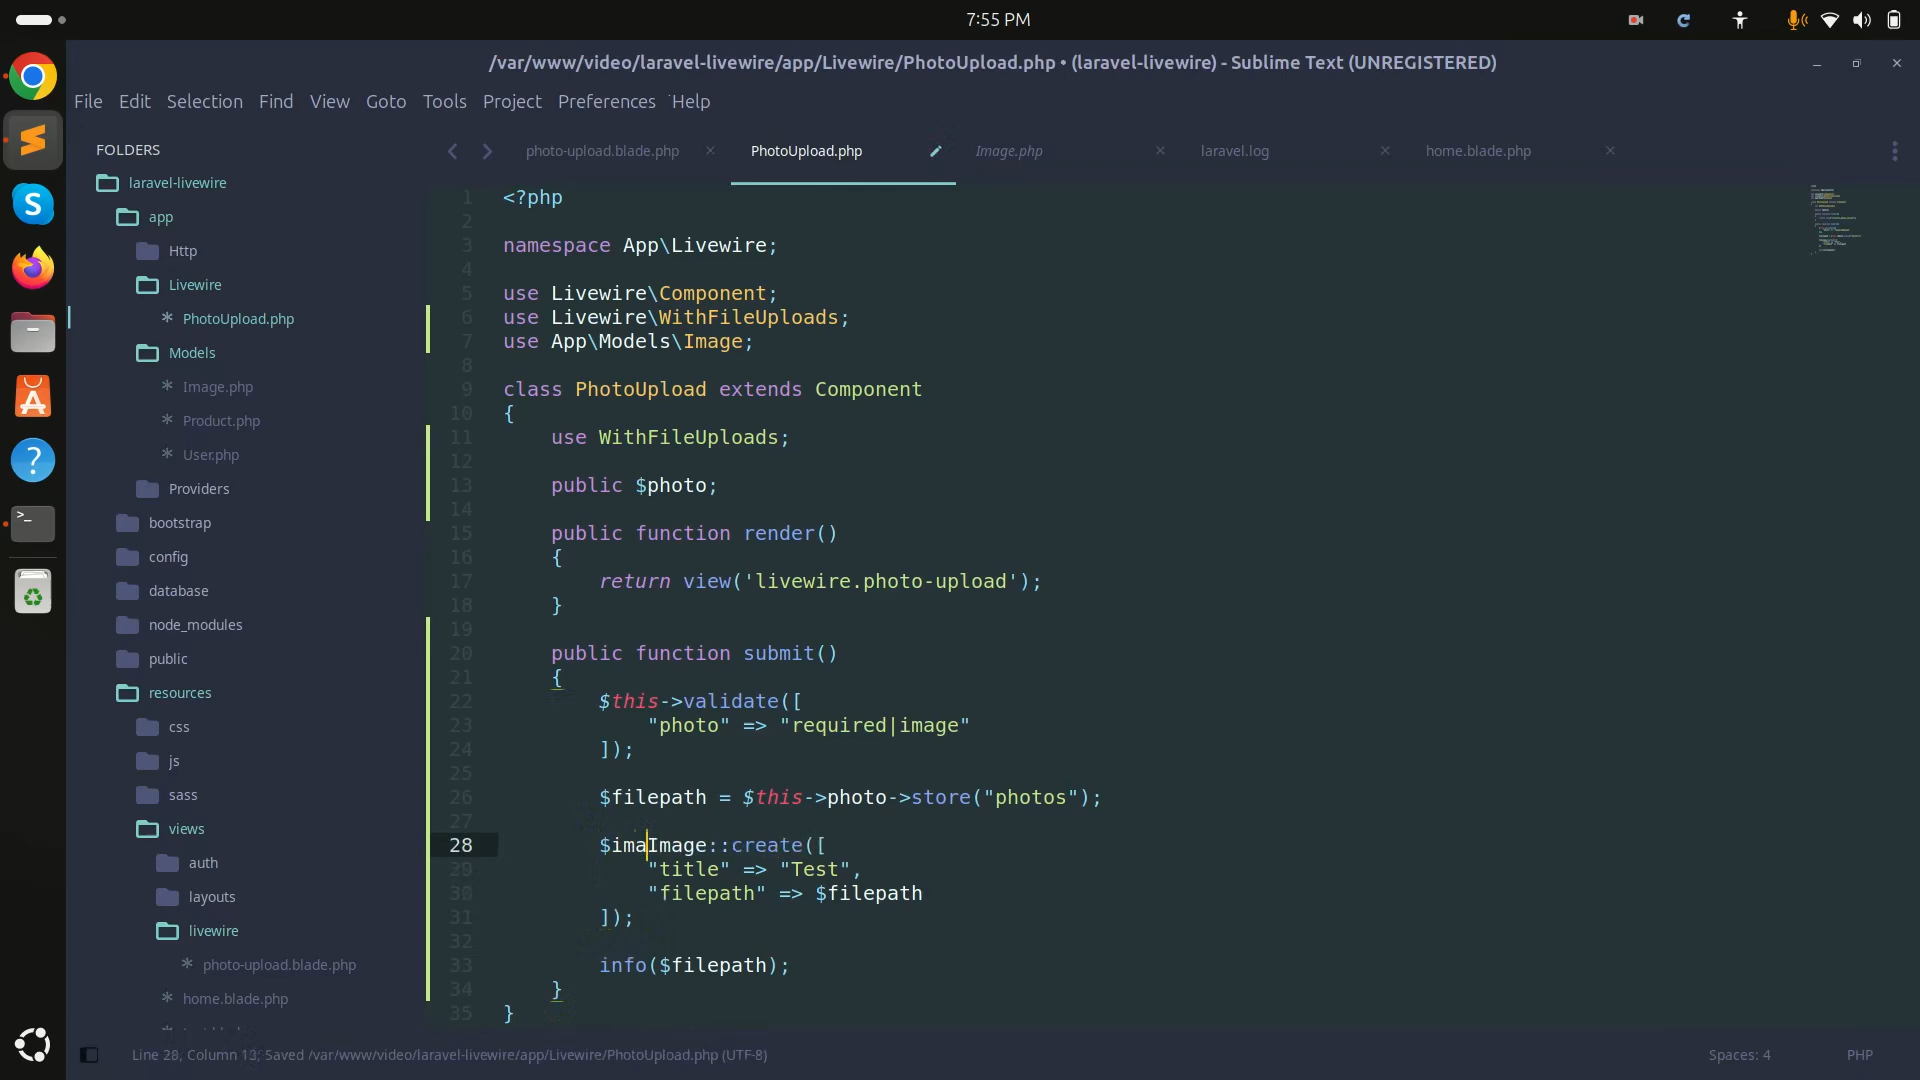 7:55 PM
/var/www/video/laravel-livewire/app/Livewire/PhotoUpload.php • (laravel-livewire) - Sublime Text (UNREGISTERED)
File Edit Selection Find View Goto Tools Project Preferences Help
FOLDERS
laravel-livewire
app
Http
Livewire
PhotoUpload.php
Models
Image.php
Product.php
User.php
Providers
bootstrap
config
database
node_modules
public
resources
css
js
sass
views
auth
layouts
livewire
photo-upload.blade.php
home.blade.php
photo-upload.blade.php PhotoUpload.php Image.php laravel.log home.blade.php
1 <?php
2
3 namespace App\Livewire;
4
5 use Livewire\Component;
6 use Livewire\WithFileUploads;
7 use App\Models\Image;
8
9 class PhotoUpload extends Component
10 {
11 use WithFileUploads;
12
13 public $photo;
14
15 public function render()
16 {
17 return view('livewire.photo-upload');
18 }
19
20 public function submit()
21 {
22 $this->validate([
23 "photo" => "required|image"
24 ]);
25
26 $filepath = $this->photo->store("photos");
27
28 $imaImage::create([
29 "title" => "Test",
30 "filepath" => $filepath
31 ]);
32
33 info($filepath);
34 }
35 }
Line 28, Column 13; Saved /var/www/video/laravel-livewire/app/Livewire/PhotoUpload.php (UTF-8)
Spaces: 4 PHP